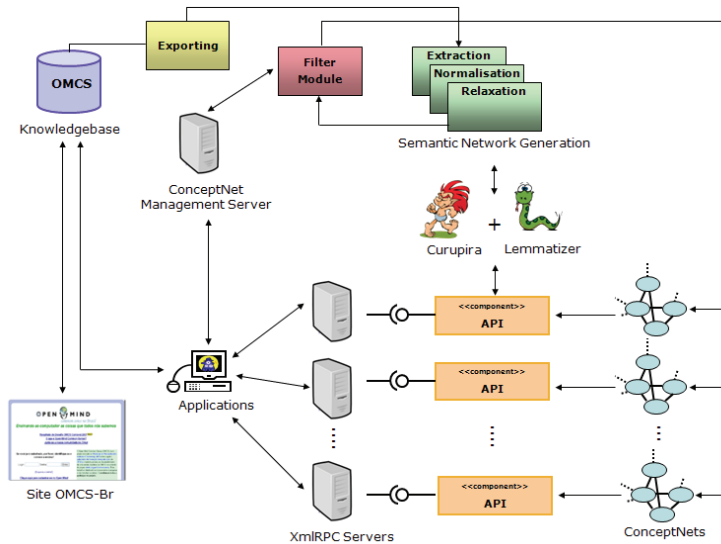 OMCS
Exporting
Filter
Module
Extraction
Normalisation
Relaxation
Knowledgebase
Semantic Network Generation
ConceptNet
Management Server
Curupira
+
Lemmatizer
<<component>>
API
<<component>>
API
Applications
OPEN MIND
<<component>>
API
Site OMCS-Br
XmlRPC Servers
ConceptNets